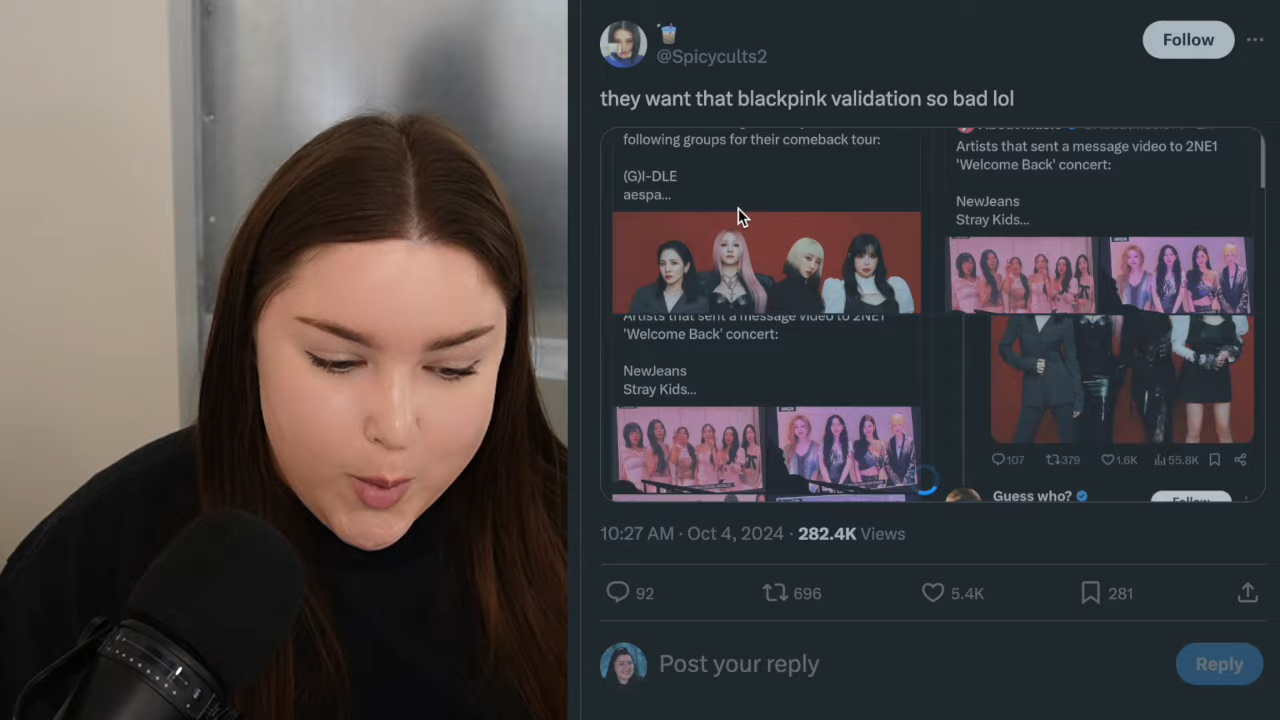 @Spicycults2
Follow
they want that blackpink validation so bad lol
following groups for their comeback tour:
(G)I-DLE
aespa...
Artists that sent a message video to 2NE1
'Welcome Back' concert:
NewJeans
Stray Kids...
Artists that sent a message video to 2NE1
'Welcome Back' concert:
NewJeans
Stray Kids...
107 379 1.6K 55.8K
Guess who?
Follow
10:27 AM · Oct 4, 2024 · 282.4K Views
92 696 5.4K 281
Post your reply
Reply